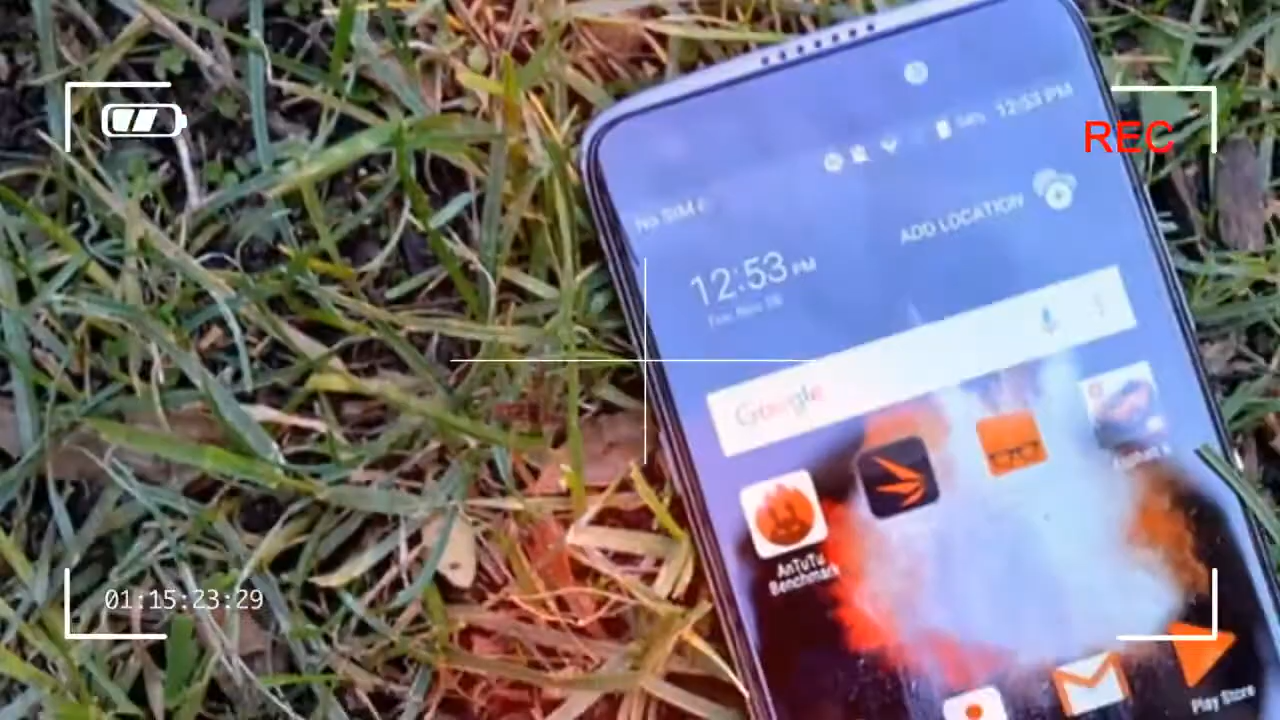 12:53 PM
REC
No SIM
ADD LOCATION
12:53 PM
Google
AnTuTu
Benchmark
01:15:23:29
Play Store